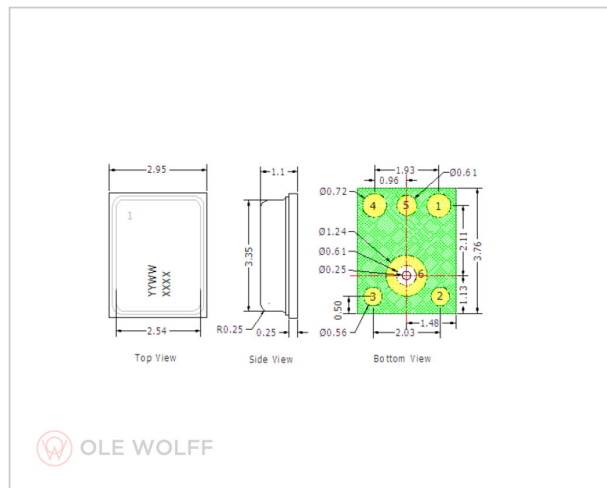 2.95
1
YYWW
XXXX
2.54
Top View
1.1
3.35
R0.25
0.25
Side View
1.93
0.96
Ø0.61
Ø0.72
4
5
1
Ø1.24
Ø0.61
Ø0.25
6
2.11
3.76
1.13
3
2
0.50
Ø0.56
1.48
2.03
Bottom View
OLE WOLFF